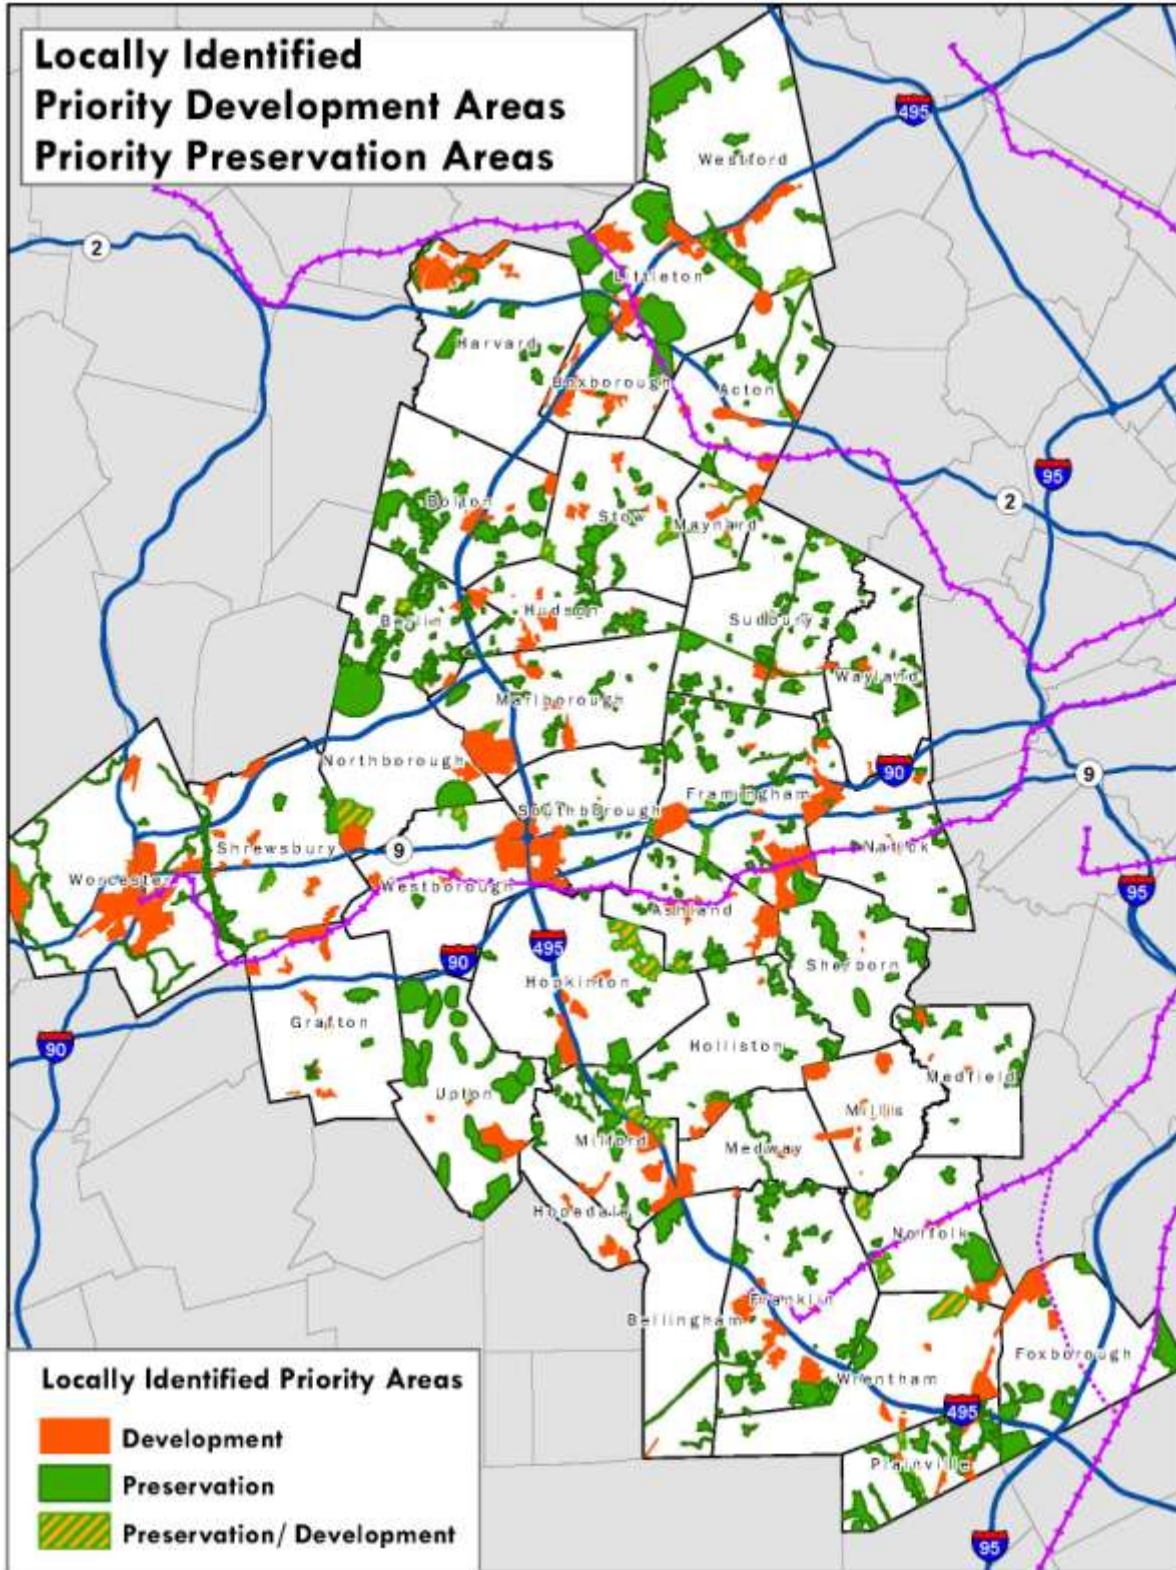 Locally Identified
Priority Development Areas
Priority Preservation Areas
495
Westford
2
Littleton
Harvard
Boxborough
Acton
95
2
Bolton
Stow
Maynard
Berlin
Hudson
Sudbury
Wayland
Marlborough
Northborough
90
9
Framingham
Southborough
Shrewsbury
9
Natick
Worcester
Westborough
95
Ashland
495
90
Sherborn
Hopkinton
Grafton
90
Holliston
Medfield
Upton
Millis
Milford
Medway
Hopedale
Norfolk
Franklin
Bellingham
Foxborough
Wrentham
495
Plainville
95
Locally Identified Priority Areas
Development
Preservation
Preservation/ Development